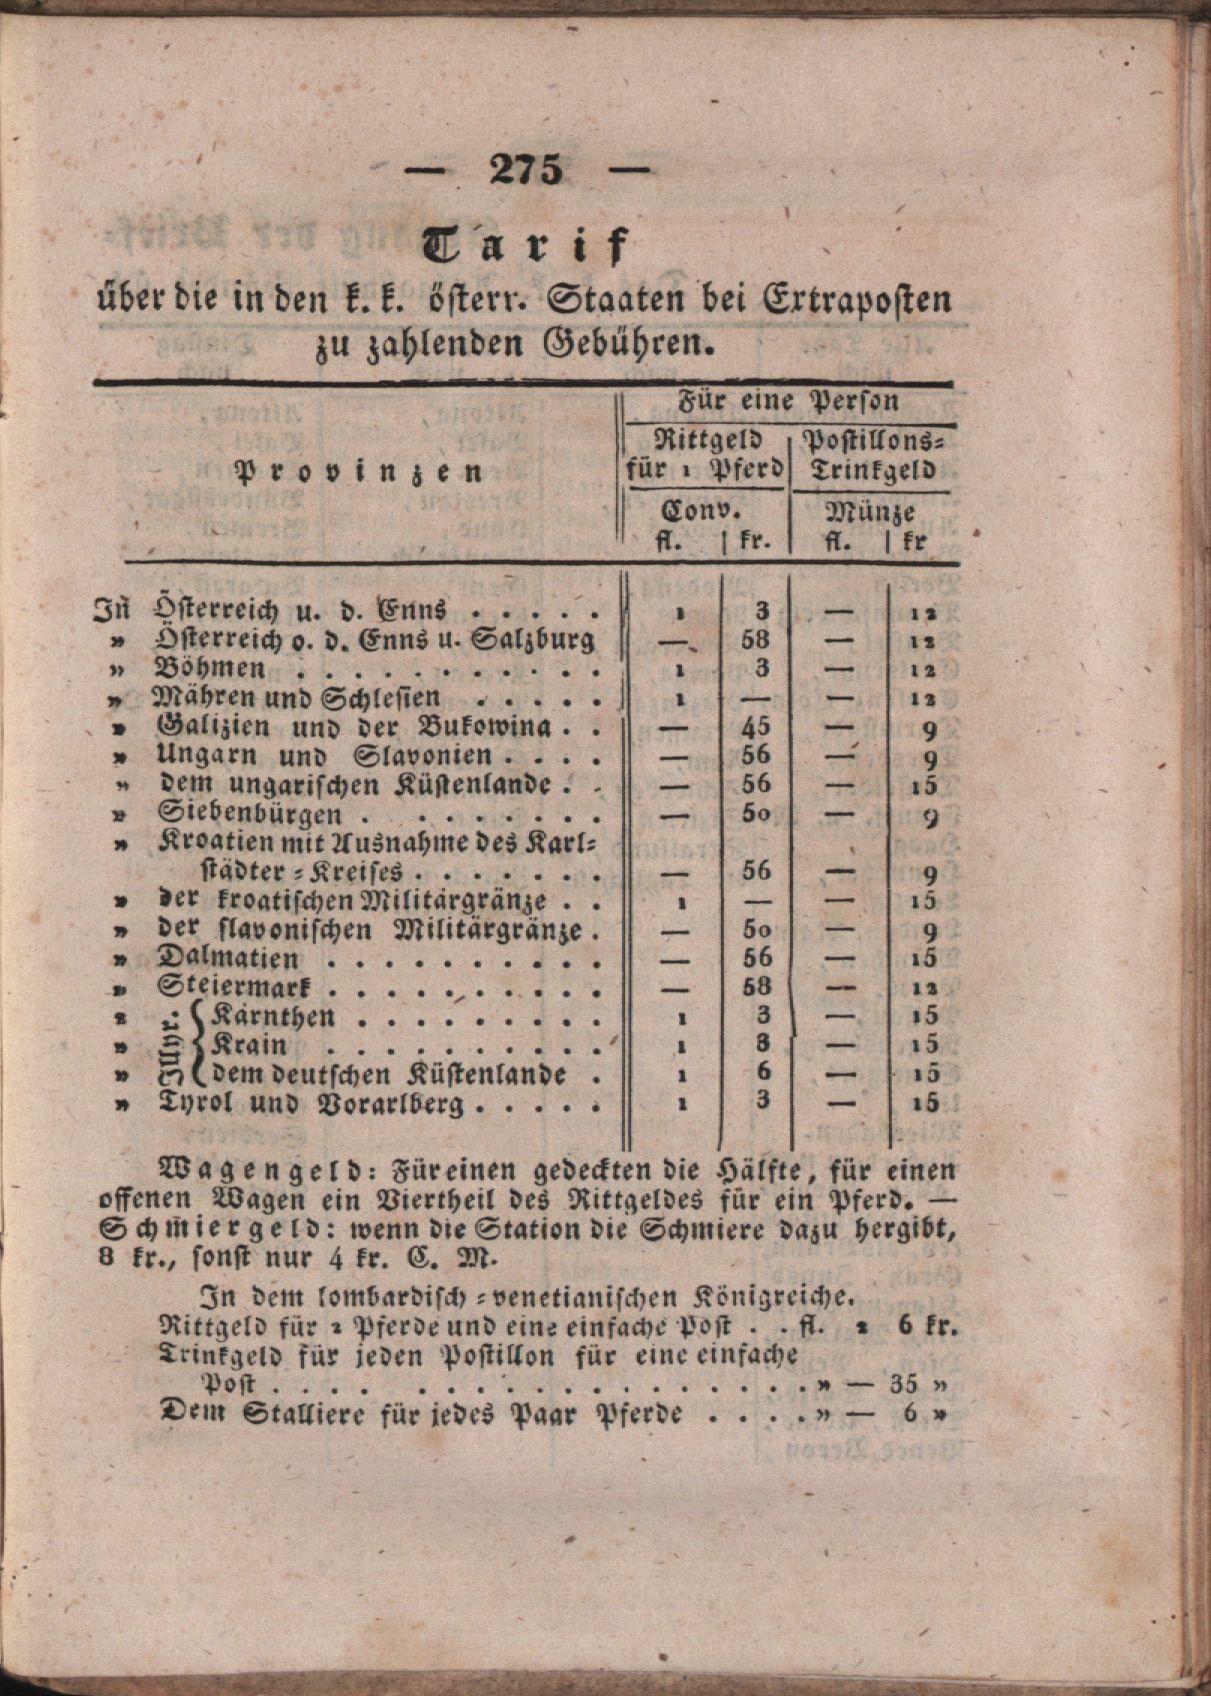 — 275 —
Tarif
über die in den k. k. österr. Staaten bei Extraposten
zu zahlenden Gebühren.
Provinzen
Für eine Person
Rittgeld für 1 Pferd | Postillons-Trinkgeld
Conv. | Münze
fl. | kr. | fl. | kr
In Österreich u. d. Enns . . . . . 1 | 3 | — | 12
» Österreich o. d. Enns u. Salzburg — | 58 | — | 12
» Böhmen . . . . . . . . . . . 1 | 3 | — | 12
» Mähren und Schlesien . . . . . 1 | — | — | 12
» Galizien und der Bukowina . . — | 45 | — | 9
» Ungarn und Slavonien . . . . — | 56 | — | 9
» dem ungarischen Küstenlande . . — | 56 | — | 15
» Siebenbürgen . . . . . . . . — | 50 | — | 9
» Kroatien mit Ausnahme des Karl-
städter-Kreises . . . . . . . — | 56 | — | 9
» der kroatischen Militärgränze . . 1 | — | — | 15
» der slavonischen Militärgränze . — | 50 | — | 9
» Dalmatien . . . . . . . . . . — | 56 | — | 15
» Steiermark . . . . . . . . . . — | 58 | — | 12
» Illyr. { Kärnthen . . . . . . . . . 1 | 3 | — | 15
» Krain . . . . . . . . . . 1 | 3 | — | 15
» dem deutschen Küstenlande . 1 | 6 | — | 15
» Tyrol und Vorarlberg . . . . . 1 | 3 | — | 15
Wagengeld: Für einen gedeckten die Hälfte, für einen
offenen Wagen ein Viertheil des Rittgeldes für ein Pferd. —
Schmiergeld: wenn die Station die Schmiere dazu hergibt,
8 kr., sonst nur 4 kr. C. M.
In dem lombardisch-venetianischen Königreiche.
Rittgeld für 2 Pferde und eine einfache Post . . fl. 2 6 kr.
Trinkgeld für jeden Postillon für eine einfache
Post . . . . . . . . . . . . . . . . . . » — 35 »
Dem Stalliere für jedes Paar Pferde . . . . » — 6 »